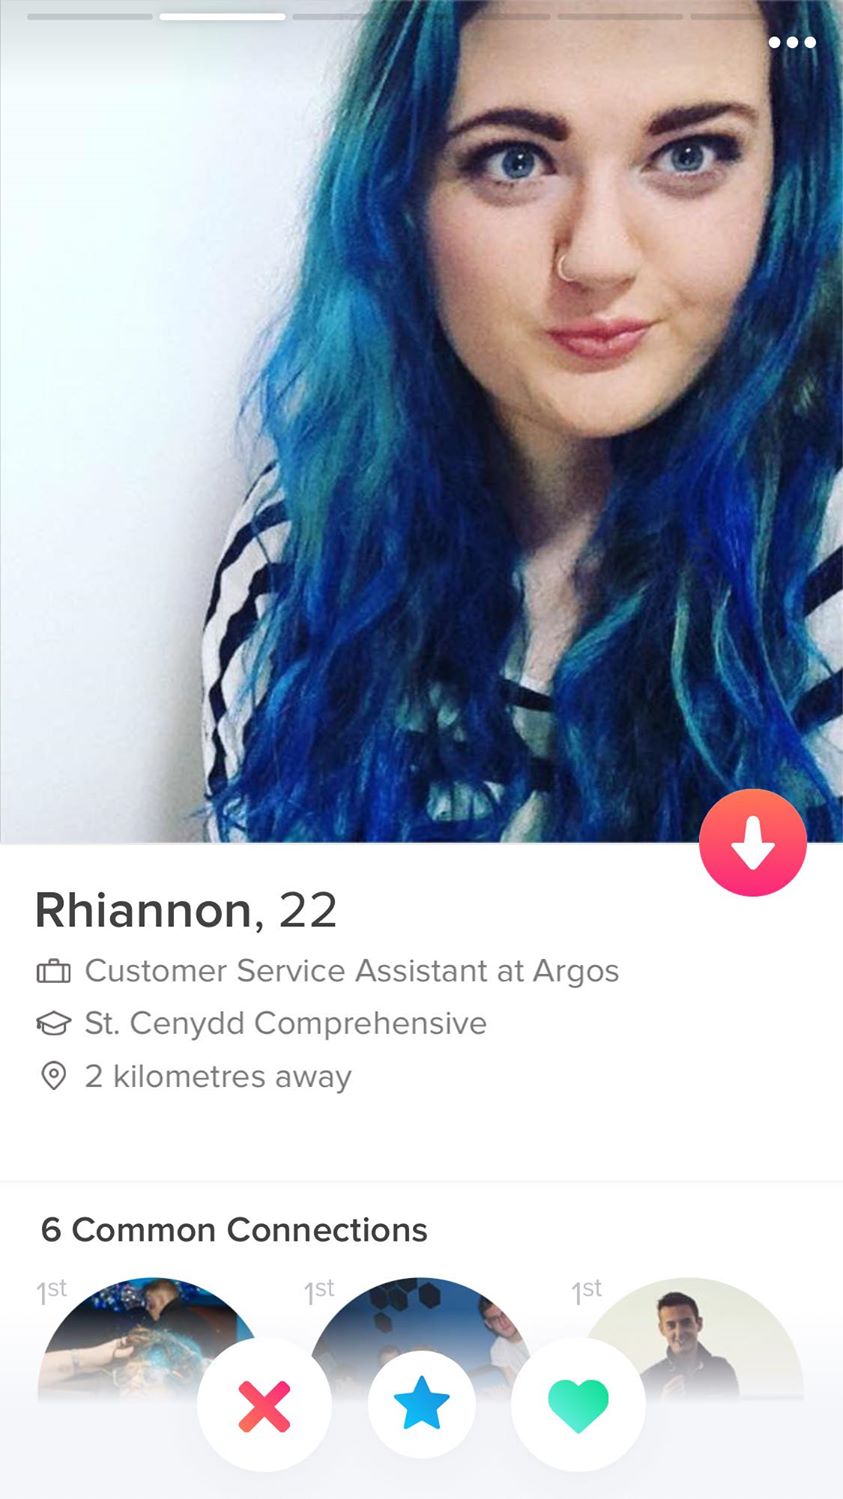 Rhiannon, 22
Customer Service Assistant at Argos
St. Cenydd Comprehensive
2 kilometres away
6 Common Connections
1st 1st 1st